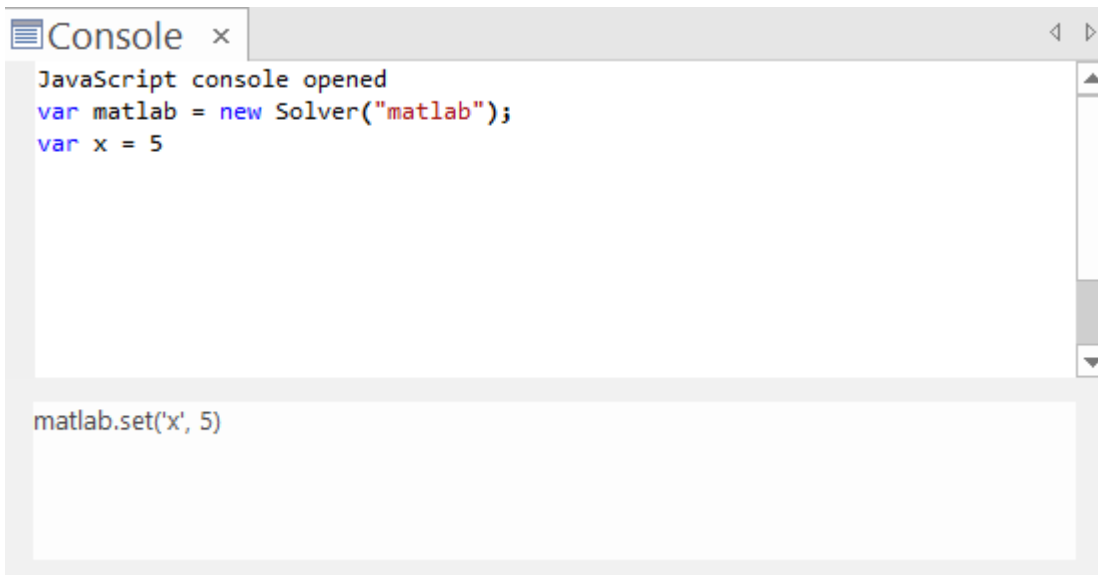 Console ×
JavaScript console opened
var matlab = new Solver("matlab");
var x = 5
matlab.set('x', 5)